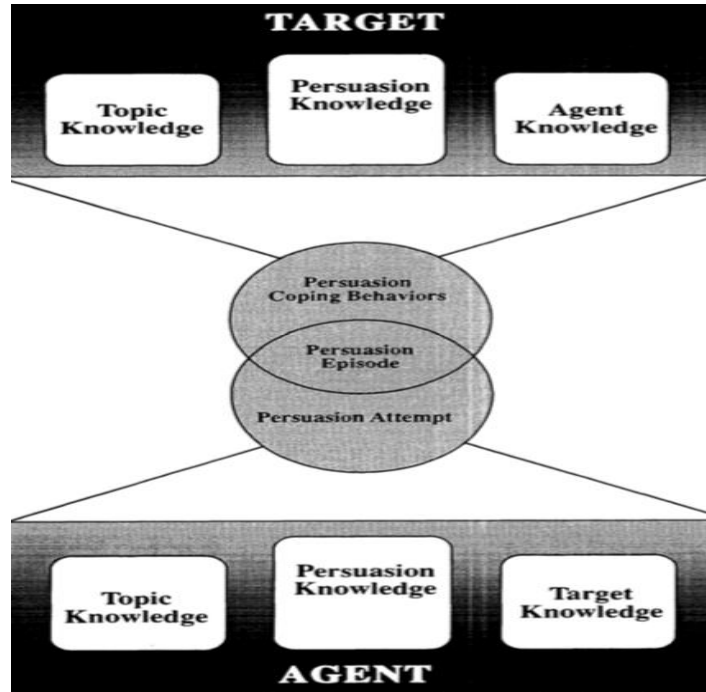 TARGET
Topic
Knowledge
Persuasion
Knowledge
Agent
Knowledge
Persuasion
Coping Behaviors
Persuasion
Episode
Persuasion Attempt
Topic
Knowledge
Persuasion
Knowledge
Target
Knowledge
AGENT